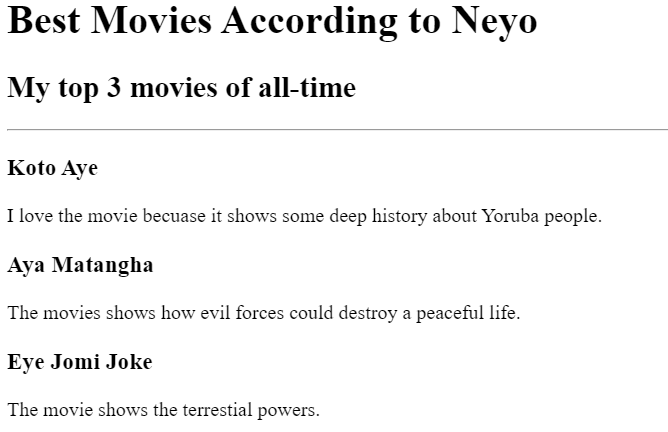 Best Movies According to Neyo
My top 3 movies of all-time
Koto Aye
I love the movie becuase it shows some deep history about Yoruba people.
Aya Matangha
The movies shows how evil forces could destroy a peaceful life.
Eye Jomi Joke
The movie shows the terrestial powers.